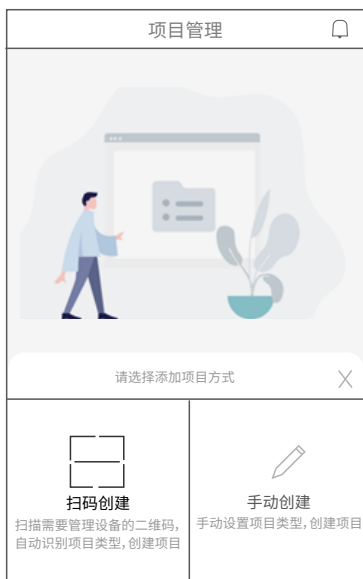 项目管理
请选择添加项目方式
扫码创建
扫描需要管理设备的二维码，
自动识别项目类型，创建项目
手动创建
手动设置项目类型，创建项目